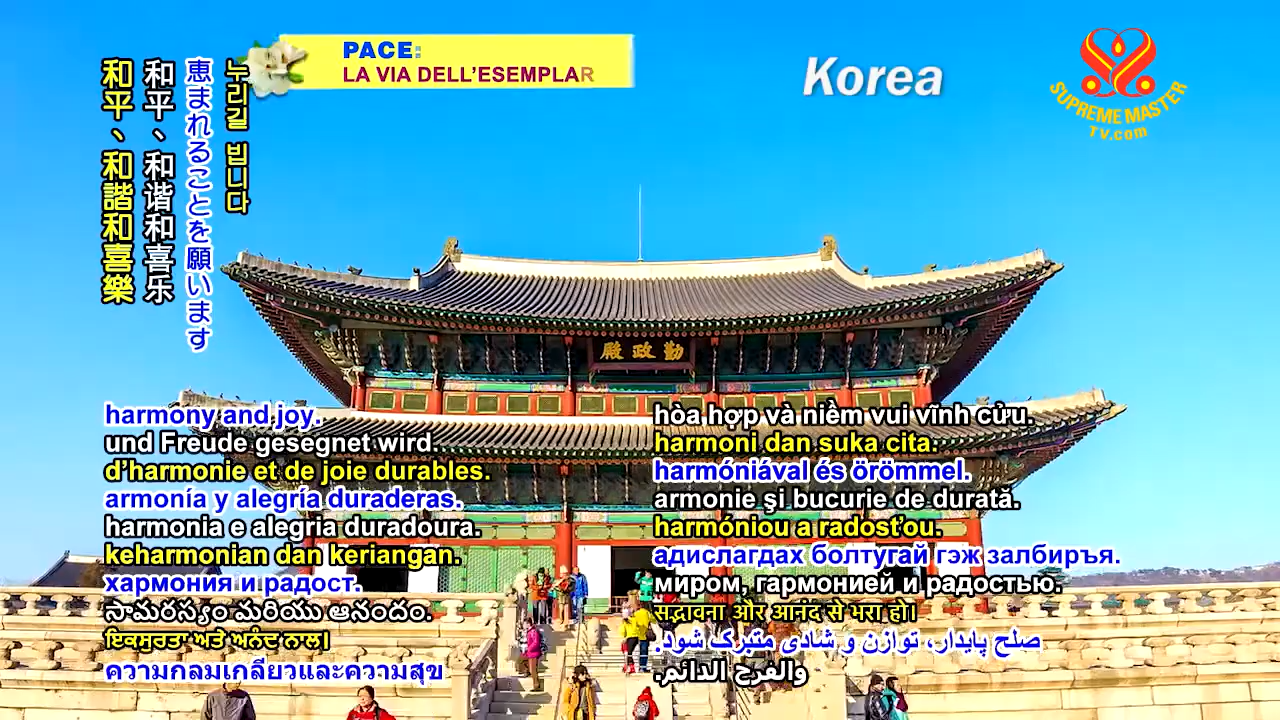 PACE:
LA VIA DELL'ESEMPLAR
Korea
SUPREME MASTER
TV.com
누리길 빕니다
恵まれることを願います
和平、和谐和喜乐
和平、和諧和喜樂
勤政殿
harmony and joy.
und Freude gesegnet wird.
d'harmonie et de joie durables.
armonía y alegría duraderas.
harmonia e alegria duradoura.
keharmonian dan keriangan.
хармония и радост.
సామరస్యం మరియు ఆనందం.
ਇਕਸੁਰਤਾ ਅਤੇ ਅਨੰਦ ਨਾਲ।
ความกลมเกลียวและความสุข
hòa hợp và niềm vui vĩnh cửu.
harmoni dan suka cita.
harmóniával és örömmel.
armonie şi bucurie de durată.
harmóniou a radosťou.
адислагдах болтугай гэж залбиръя.
миром, гармонией и радостью.
सद्भावना और आनंद से भरा हो।
صلح پایدار، توازن و شادی متبرک شود.
والفرح الدائم.